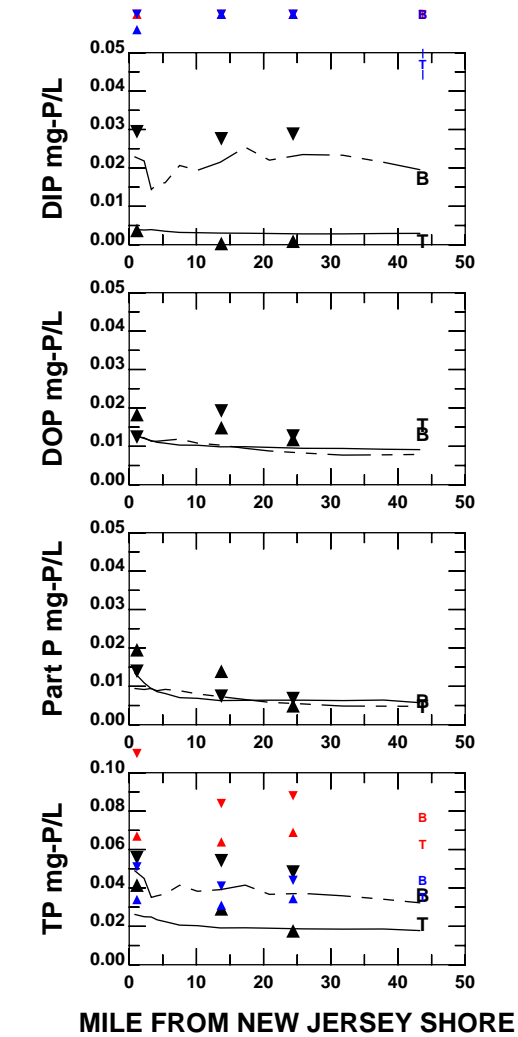 B
0.05
T
0.04
0.03
DIP mg-P/L
0.02
B
0.01
T
0.00
0 10 20 30 40 50
0.05
0.04
0.03
DOP mg-P/L
0.02
T
B
0.01
0.00
0 10 20 30 40 50
0.05
0.04
0.03
Part P mg-P/L
0.02
0.01
B
T
0.00
0 10 20 30 40 50
0.10
0.08
B
T
0.06
TP mg-P/L
B
0.04
B
T
0.02
T
0.00
0 10 20 30 40 50
MILE FROM NEW JERSEY SHORE